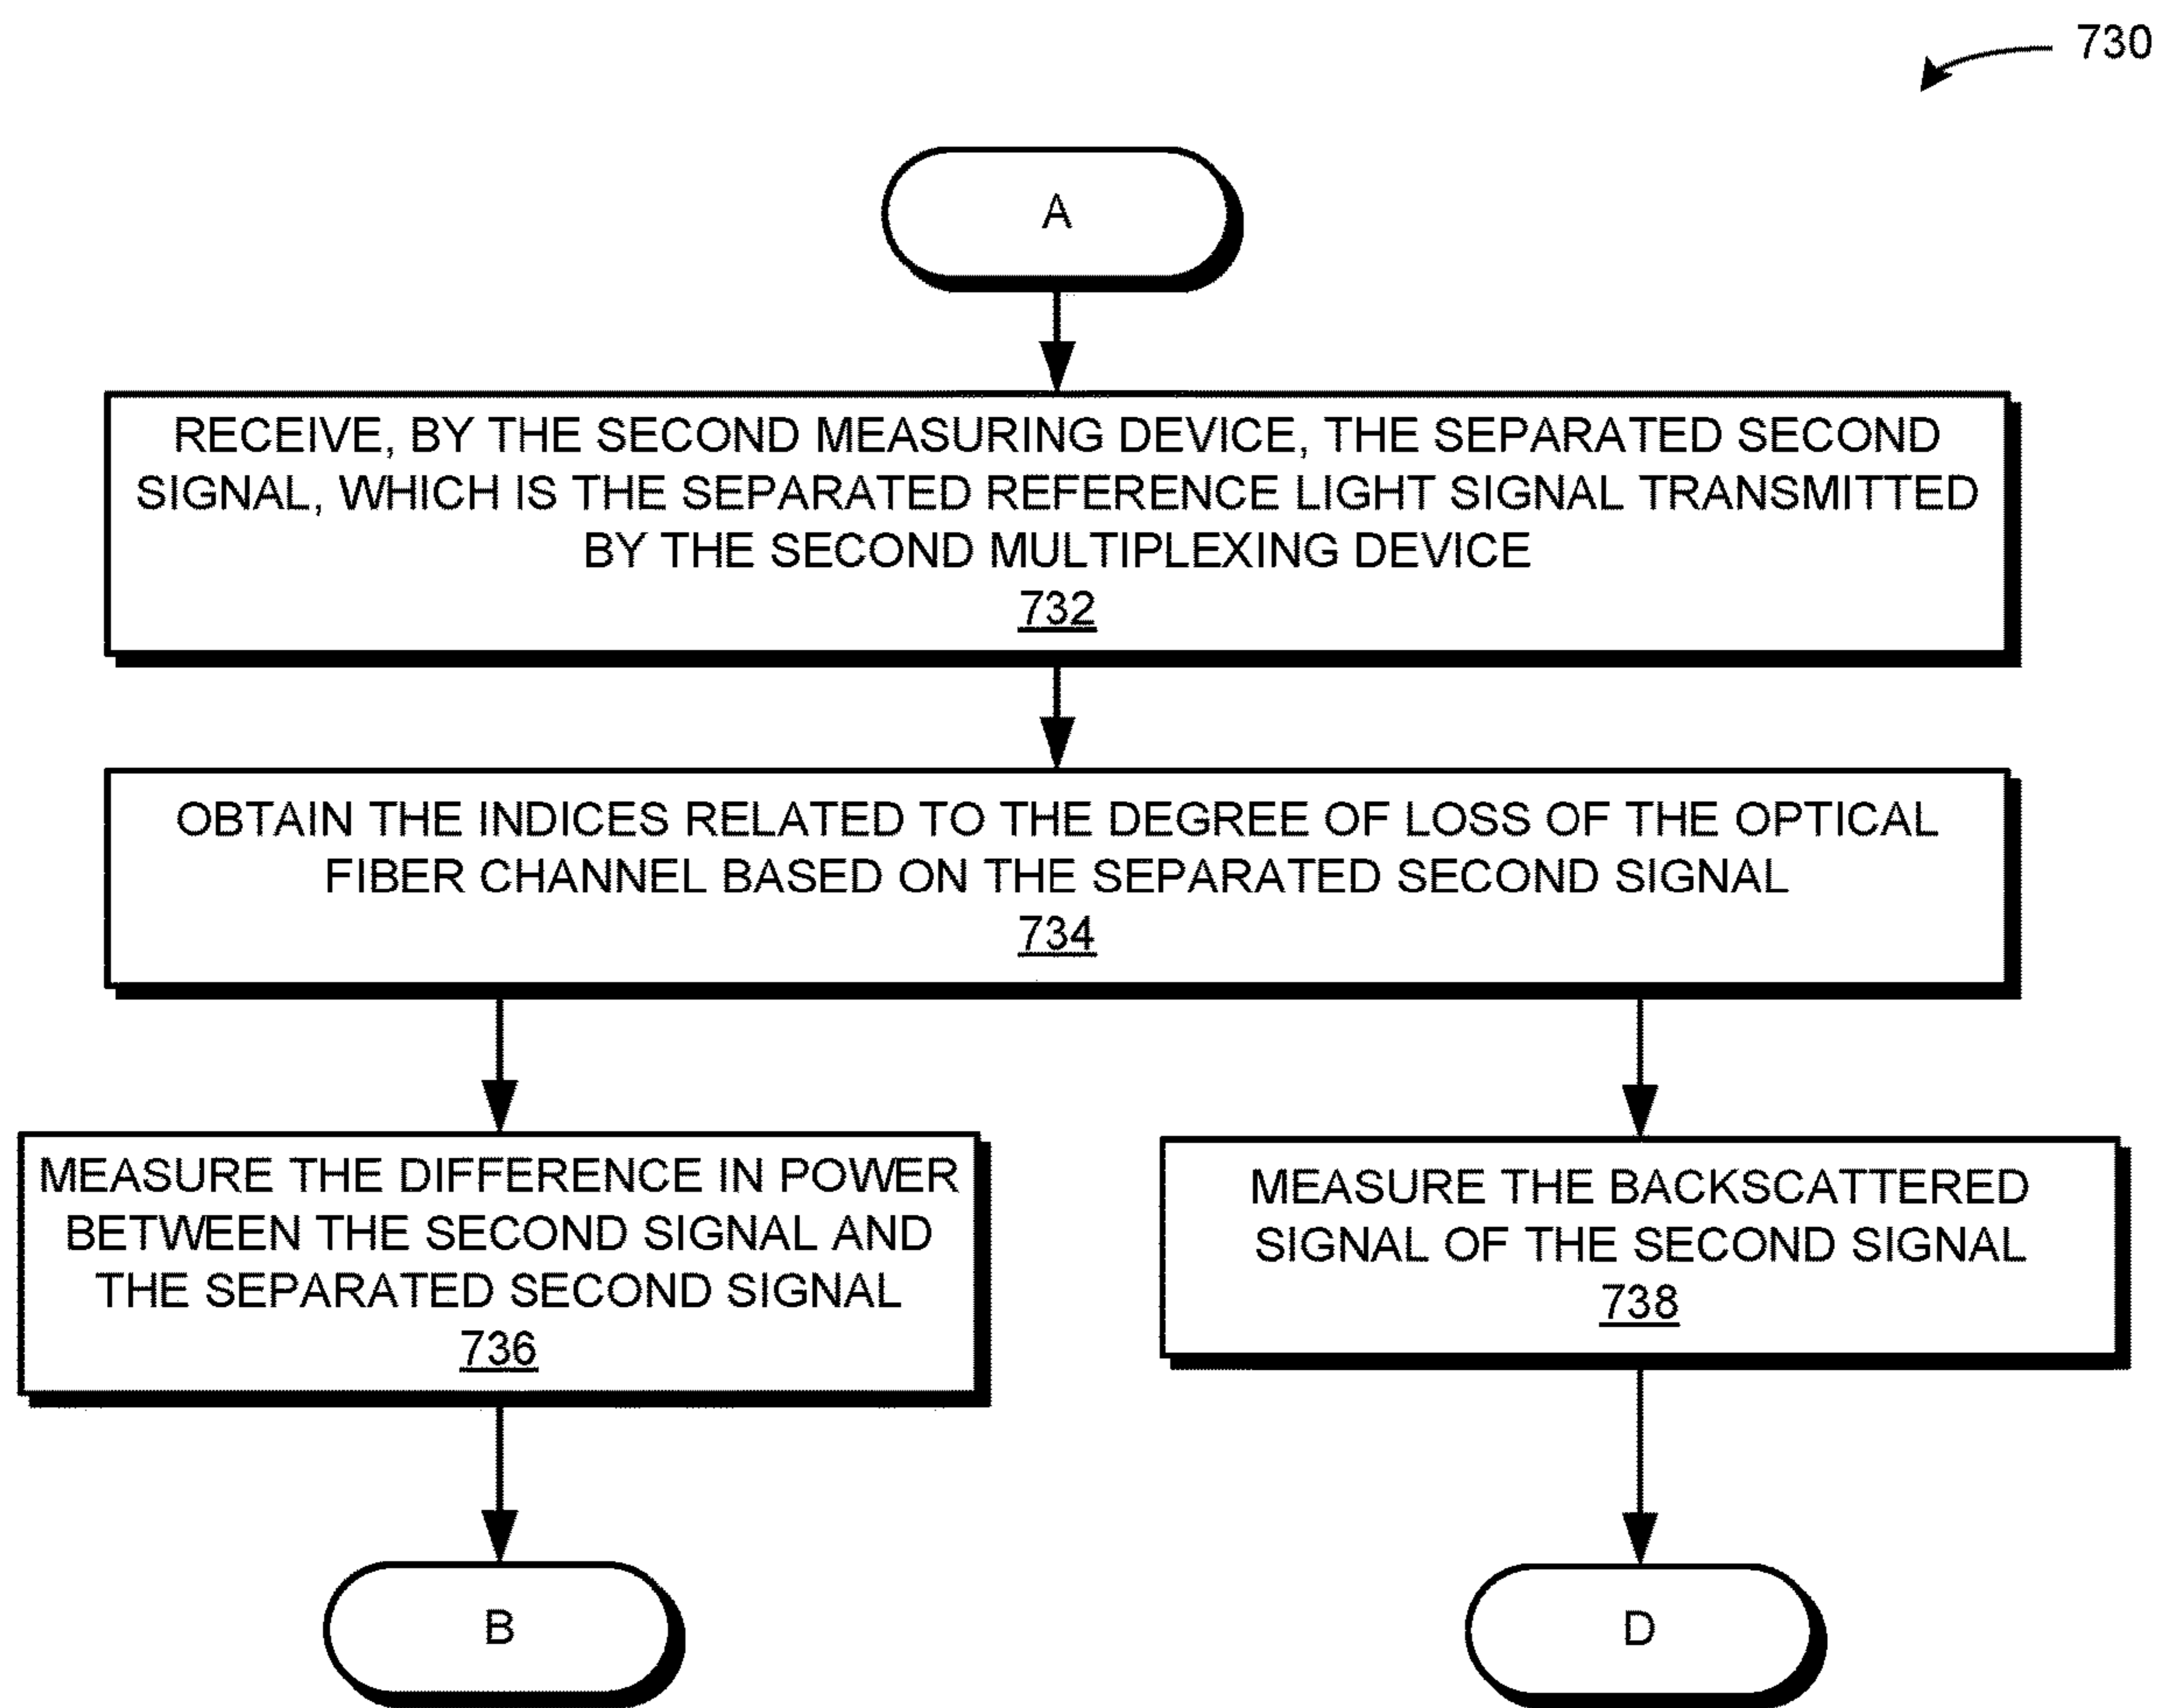 730
A
RECEIVE, BY THE SECOND MEASURING DEVICE, THE SEPARATED SECOND
SIGNAL, WHICH IS THE SEPARATED REFERENCE LIGHT SIGNAL TRANSMITTED
BY THE SECOND MULTIPLEXING DEVICE
732
OBTAIN THE INDICES RELATED TO THE DEGREE OF LOSS OF THE OPTICAL
FIBER CHANNEL BASED ON THE SEPARATED SECOND SIGNAL
734
MEASURE THE DIFFERENCE IN POWER
BETWEEN THE SECOND SIGNAL AND
THE SEPARATED SECOND SIGNAL
736
MEASURE THE BACKSCATTERED
SIGNAL OF THE SECOND SIGNAL
738
B
D